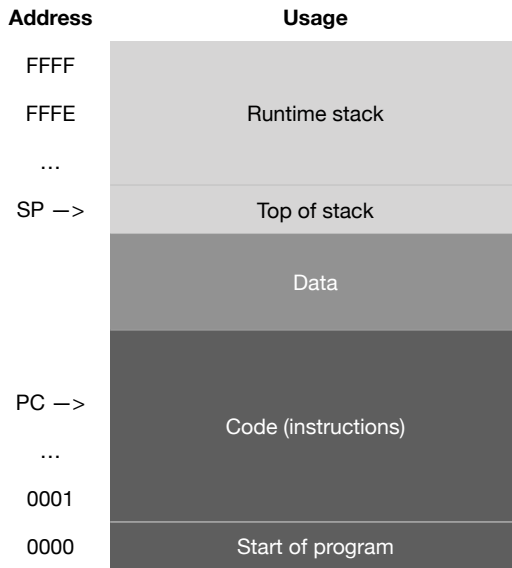 Address Usage
FFFF
FFFE Runtime stack
…
SP —> Top of stack
Data
PC —>
Code (instructions)
…
0001
0000 Start of program